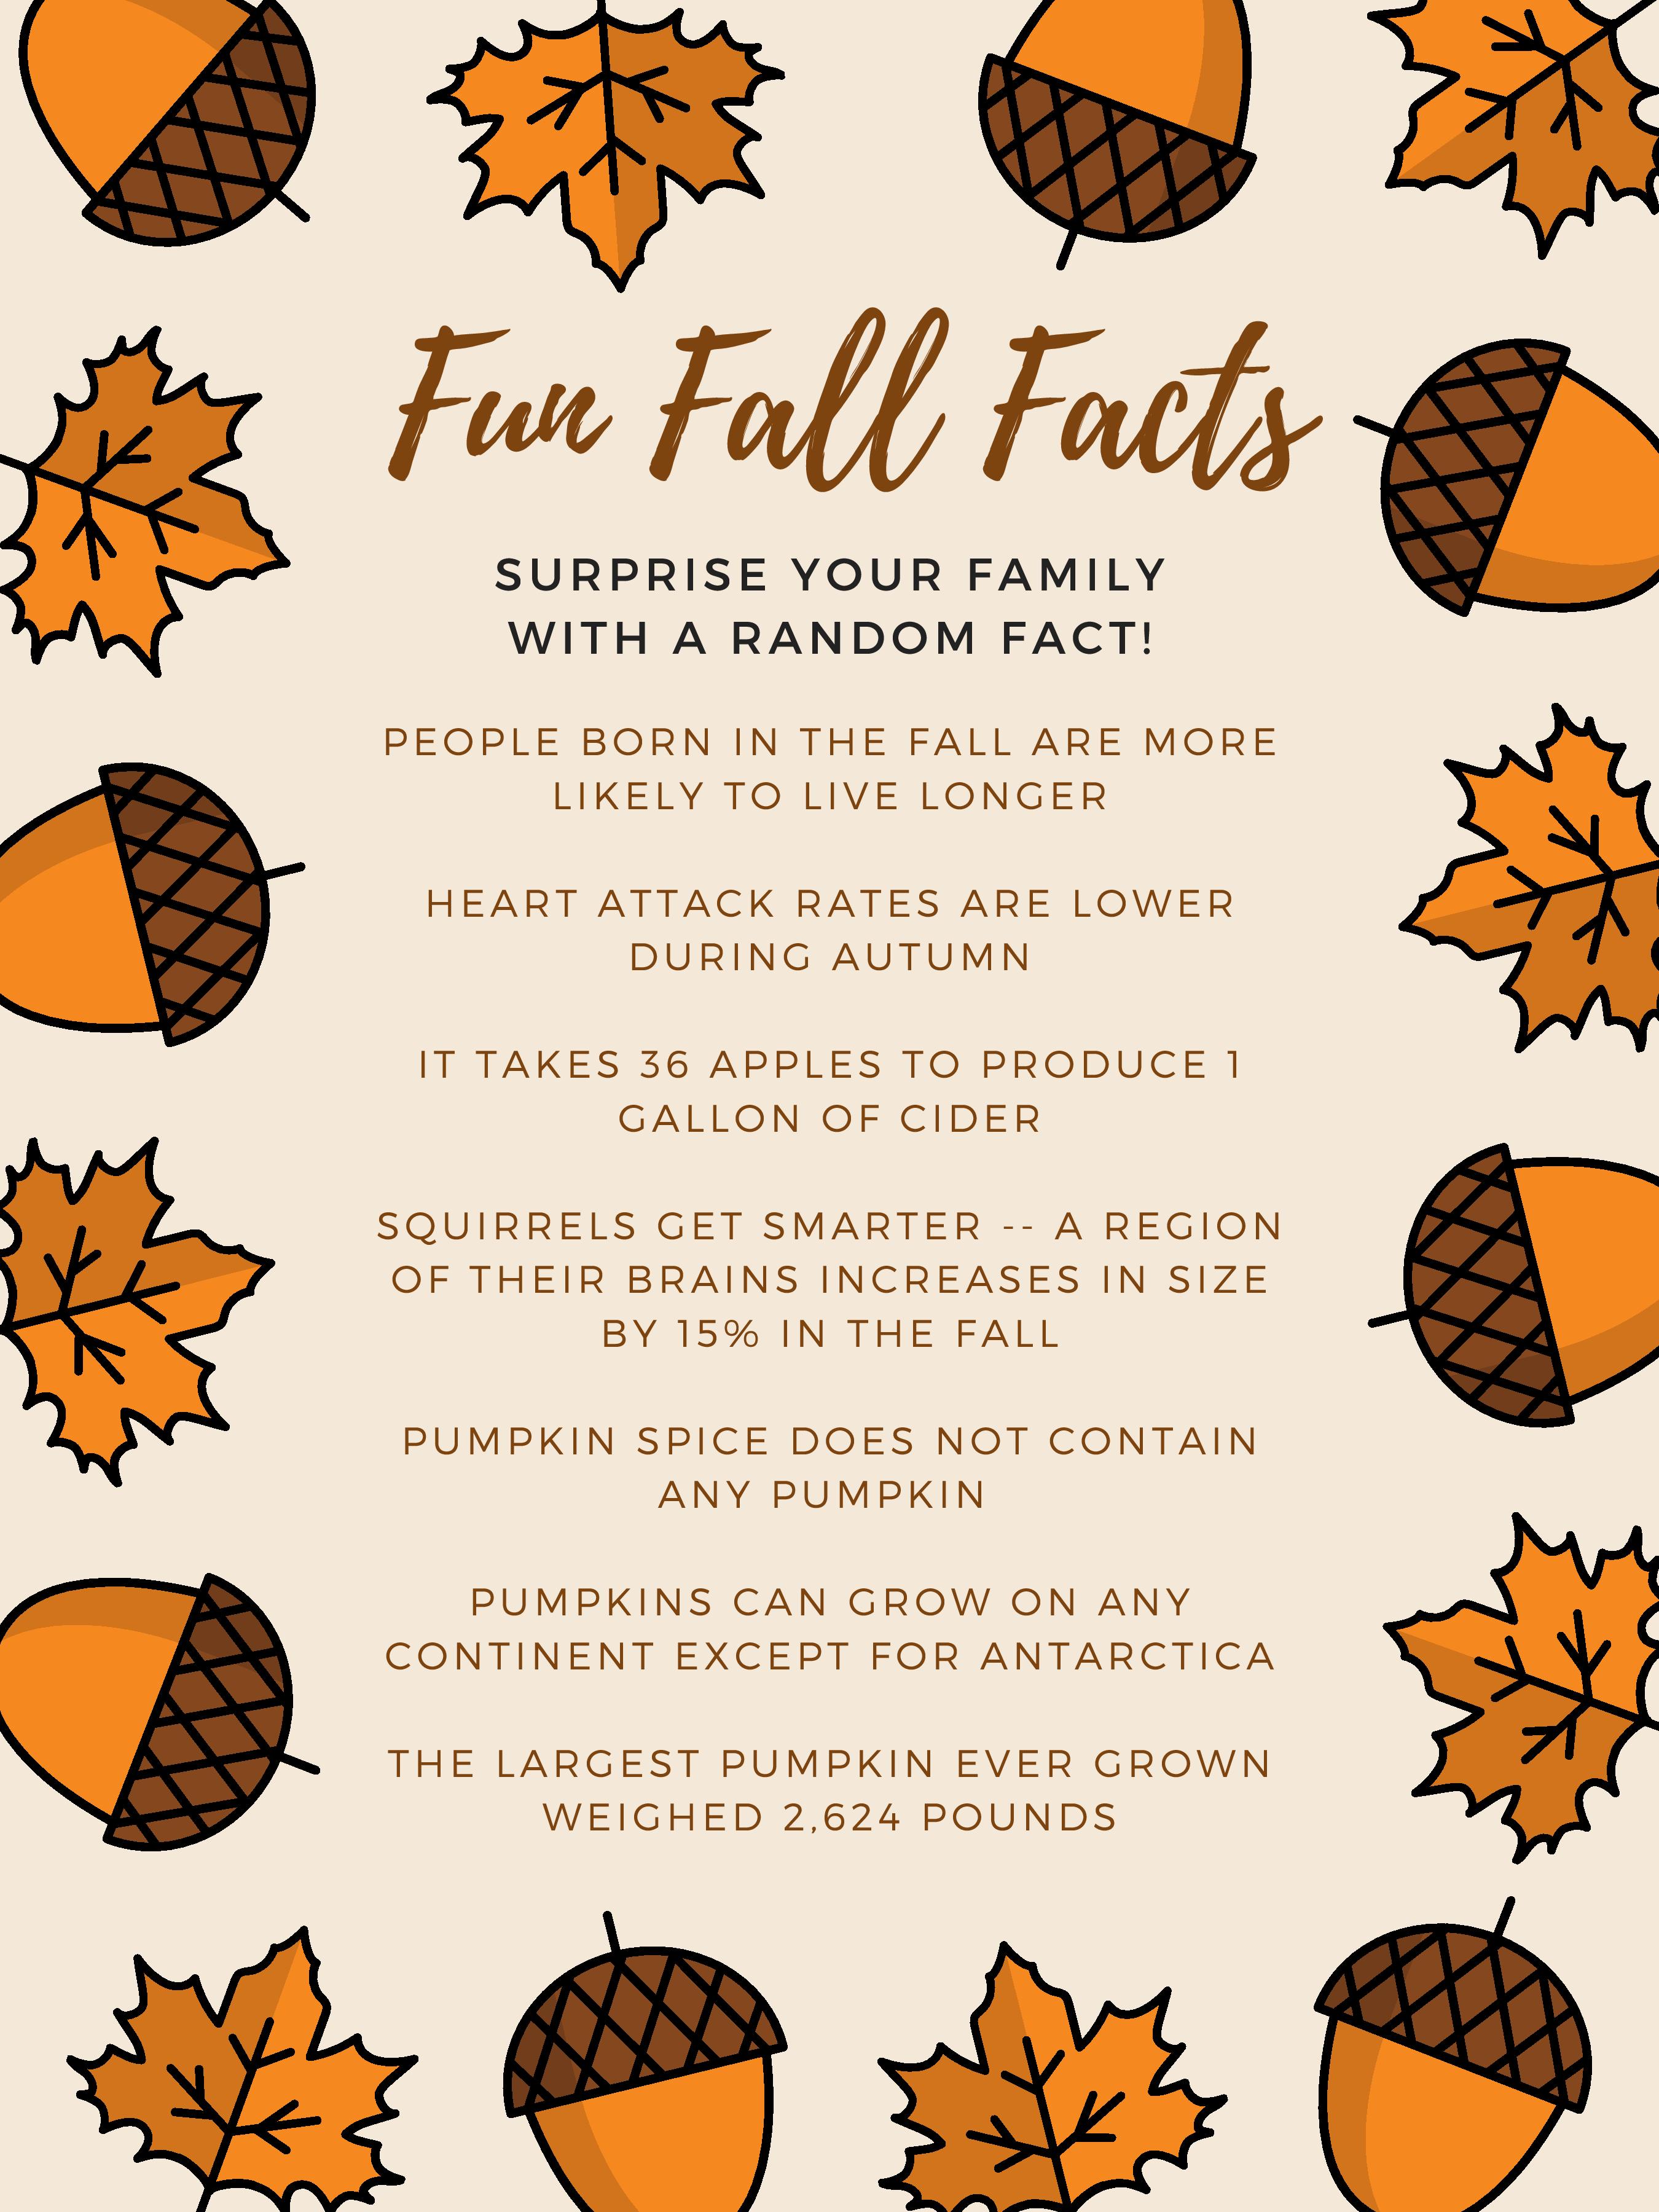 Fun Fall Facts
SURPRISE YOUR FAMILY
WITH A RANDOM FACT!
PEOPLE BORN IN THE FALL ARE MORE
LIKELY TO LIVE LONGER
HEART ATTACK RATES ARE LOWER
DURING AUTUMN
IT TAKES 36 APPLES TO PRODUCE 1
GALLON OF CIDER
SQUIRRELS GET SMARTER -- A REGION
OF THEIR BRAINS INCREASES IN SIZE
BY 15% IN THE FALL
PUMPKIN SPICE DOES NOT CONTAIN
ANY PUMPKIN
PUMPKINS CAN GROW ON ANY
CONTINENT EXCEPT FOR ANTARCTICA
THE LARGEST PUMPKIN EVER GROWN
WEIGHED 2,624 POUNDS